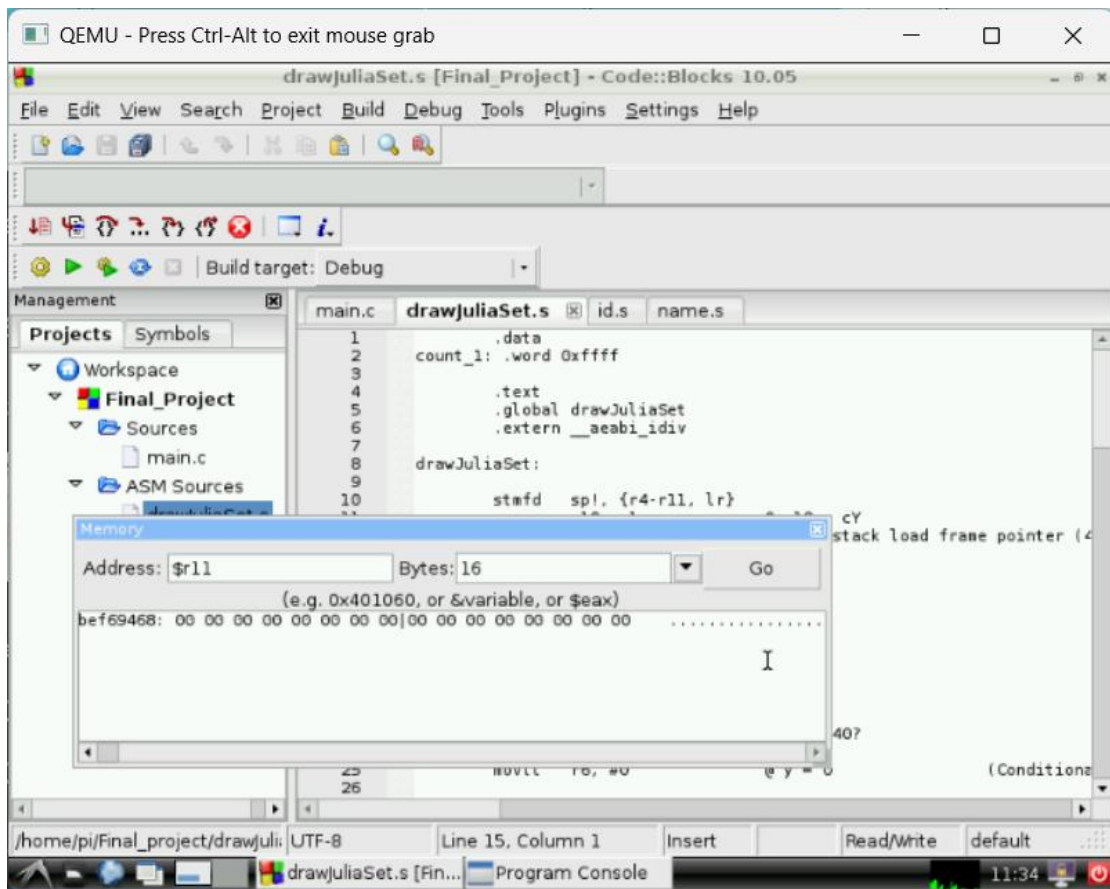 QEMU - Press Ctrl-Alt to exit mouse grab
drawJuliaSet.s [Final_Project] - Code::Blocks 10.05
File Edit View Search Project Build Debug Tools Plugins Settings Help
Build target: Debug
Management
Projects Symbols
Workspace
Final_Project
Sources
main.c
ASM Sources
main.c drawJuliaSet.s id.s name.s
1 .data
2 count_1: .word 0xffff
3
4 .text
5 .global drawJuliaSet
6 .extern __aeabi_idiv
7
8 drawJuliaSet:
9
10 stmfd sp!, {r4-r11, lr}
cY
stack load frame pointer (4
Memory
Address: $r11 Bytes: 16 Go
(e.g. 0x401060, or &variable, or $eax)
bef69468: 00 00 00 00 00 00 00 00|00 00 00 00 00 00 00 00 ................
40?
25 movlt r6, #0 @ y = 0 (Conditiona
26
/home/pi/Final_project/drawJuli UTF-8 Line 15, Column 1 Insert Read/Write default
drawJuliaSet.s [Fin... Program Console 11:34